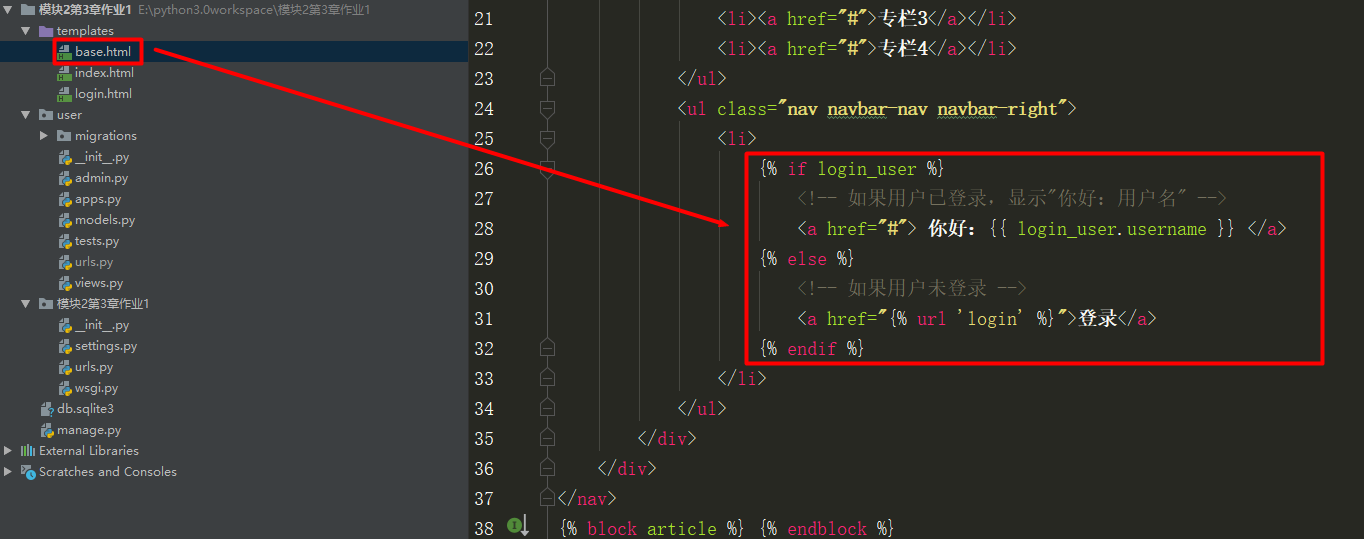 模块2第3章作业1 E:\python3.0workspace\模块2第3章作业1
templates
base.html
index.html
login.html
user
migrations
__init__.py
admin.py
apps.py
models.py
tests.py
urls.py
views.py
模块2第3章作业1
__init__.py
settings.py
urls.py
wsgi.py
db.sqlite3
manage.py
External Libraries
Scratches and Consoles
21 <li><a href="#">专栏3</a></li>
22 <li><a href="#">专栏4</a></li>
23 </ul>
24 <ul class="nav navbar-nav navbar-right">
25 <li>
26 {% if login_user %}
27 <!-- 如果用户已登录，显示"你好：用户名" -->
28 <a href="#"> 你好：{{ login_user.username }} </a>
29 {% else %}
30 <!-- 如果用户未登录 -->
31 <a href="{% url 'login' %}">登录</a>
32 {% endif %}
33 </li>
34 </ul>
35 </div>
36 </div>
37 </nav>
38 {% block article %} {% endblock %}